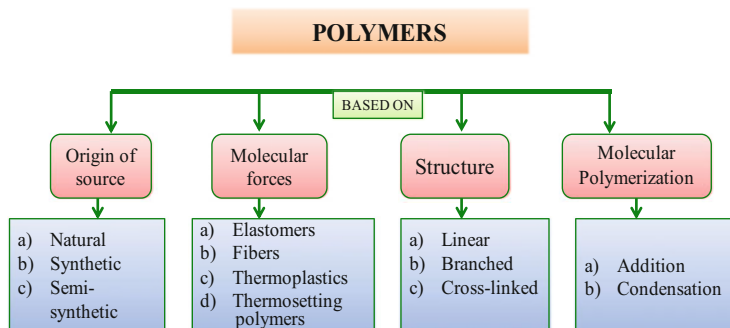 POLYMERS
BASED ON
Origin of
source
a) Natural
b) Synthetic
c) Semi-
synthetic
Molecular
forces
a) Elastomers
b) Fibers
c) Thermoplastics
d) Thermosetting
polymers
Structure
a) Linear
b) Branched
c) Cross-linked
Molecular
Polymerization
a) Addition
b) Condensation